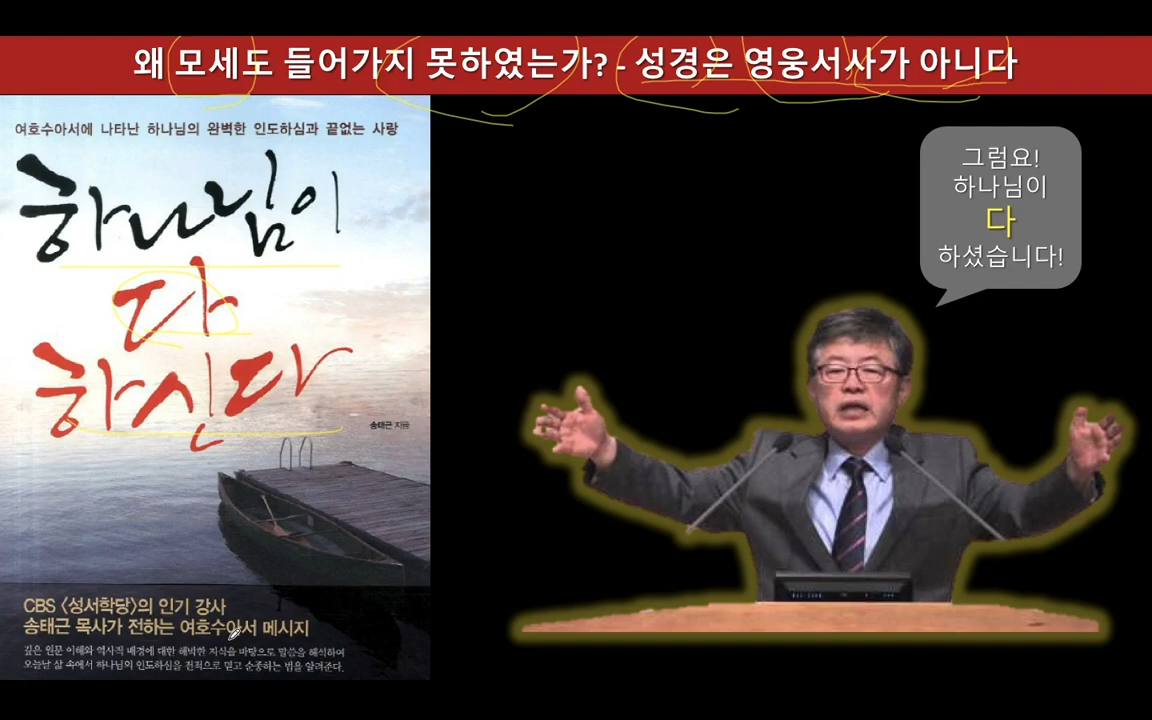 왜 모세도 들어가지 못하였는가? - 성경은 영웅서사가 아니다
여호수아서에 나타난 하나님의 완벽한 인도하심과 끝없는 사랑
하나님이
다
하신다
송태근 지음
CBS 〈성서학당〉의 인기 강사
송태근 목사가 전하는 여호수아서 메시지
깊은 원문 이해와 역사적 배경에 대한 해박한 지식을 바탕으로 말씀을 해석하여
오늘날 삶 속에서 하나님의 인도하심을 전적으로 믿고 순종하는 법을 알려준다.
그럼요!
하나님이
다
하셨습니다!